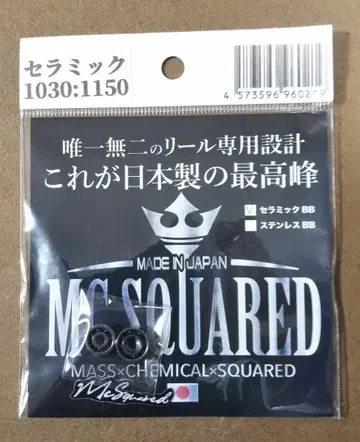 セラミック
1030:1150
4 573596 960219
唯一無二のリール専用設計
これが日本製の最高峰
セラミックBB
ステンレスBB
MADE IN JAPAN
MC SQUARED
MASS×CHEMICAL×SQUARED
McSquared